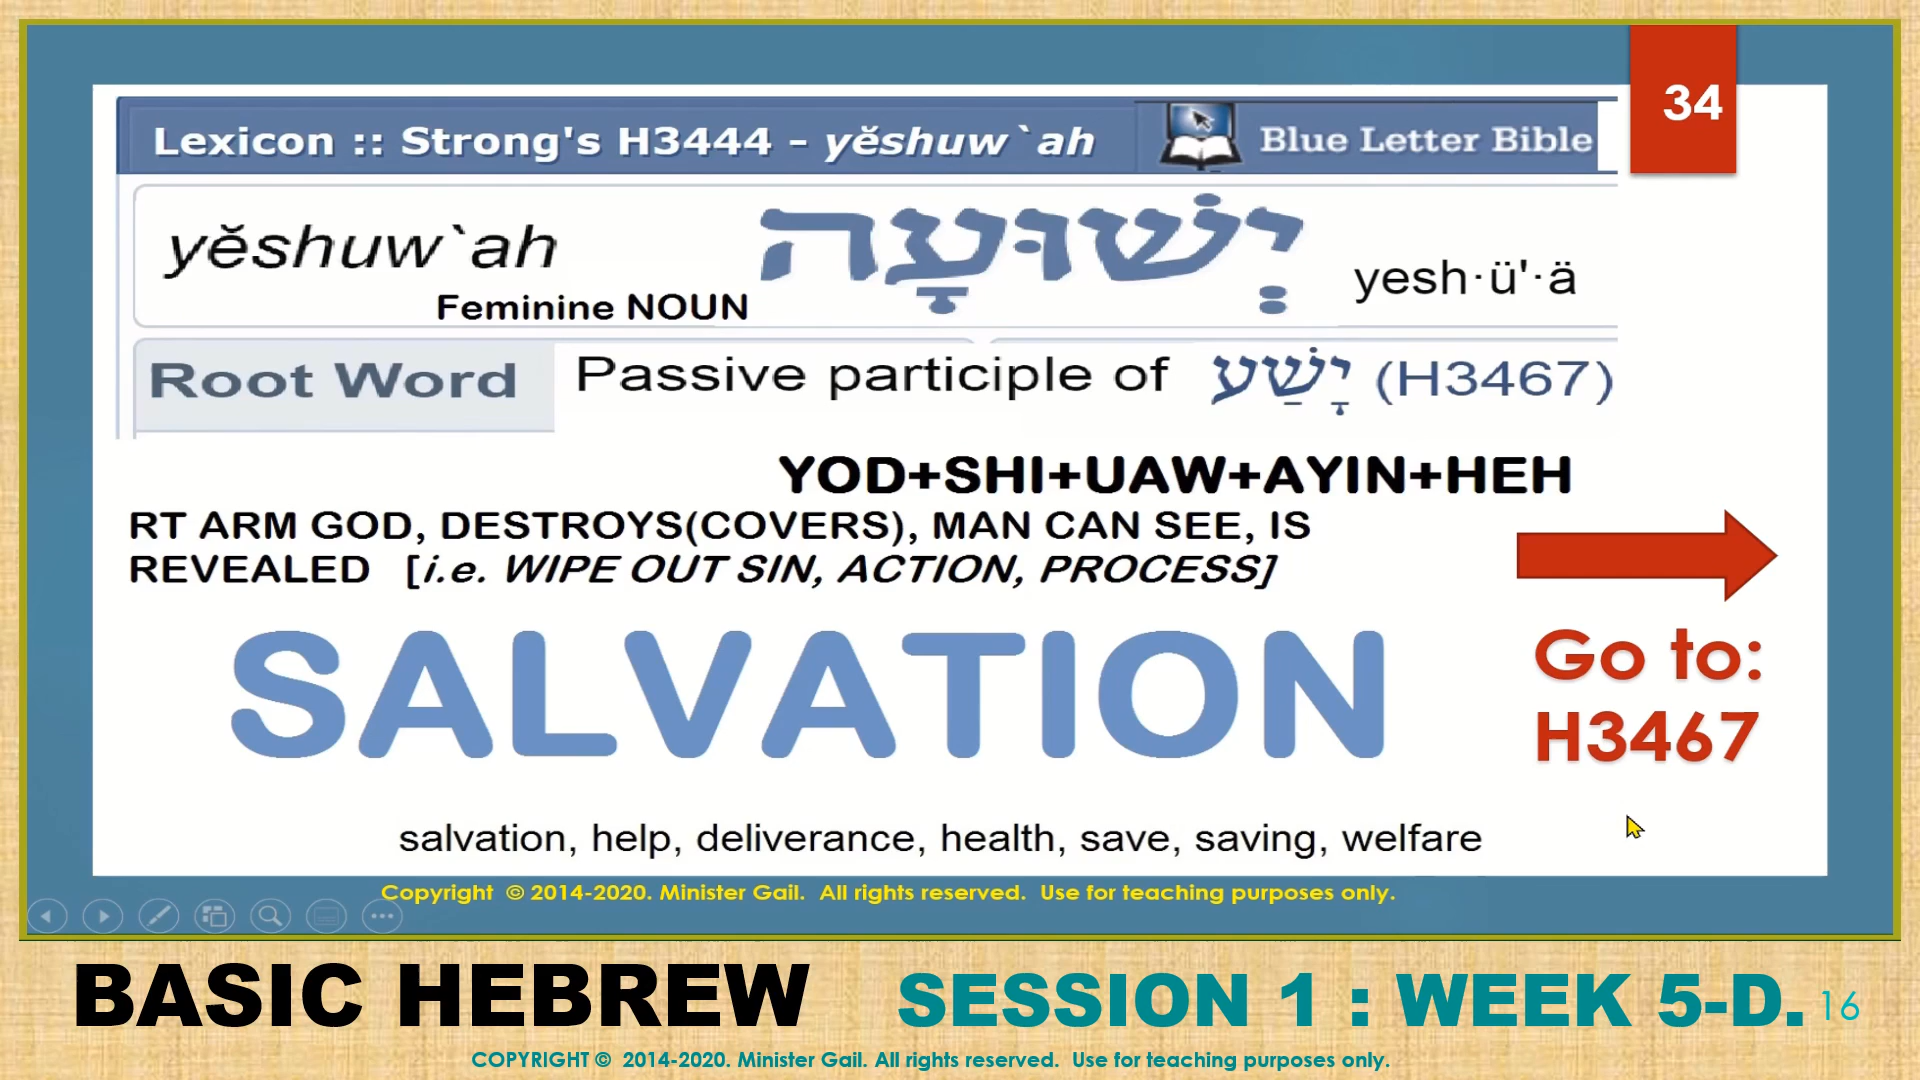 34
Lexicon :: Strong's H3444 - yĕshuw`ah Blue Letter Bible
yĕshuw`ah יְשׁוּעָה yesh·ü'·ä
Feminine NOUN
Root Word Passive participle of יָשַׁע (H3467)
YOD+SHI+UAW+AYIN+HEH
RT ARM GOD, DESTROYS(COVERS), MAN CAN SEE, IS
REVEALED [i.e. WIPE OUT SIN, ACTION, PROCESS]
SALVATION
Go to:
H3467
salvation, help, deliverance, health, save, saving, welfare
Copyright © 2014-2020. Minister Gail. All rights reserved. Use for teaching purposes only.
BASIC HEBREW SESSION 1 : WEEK 5-D. 16
COPYRIGHT © 2014-2020. Minister Gail. All rights reserved. Use for teaching purposes only.